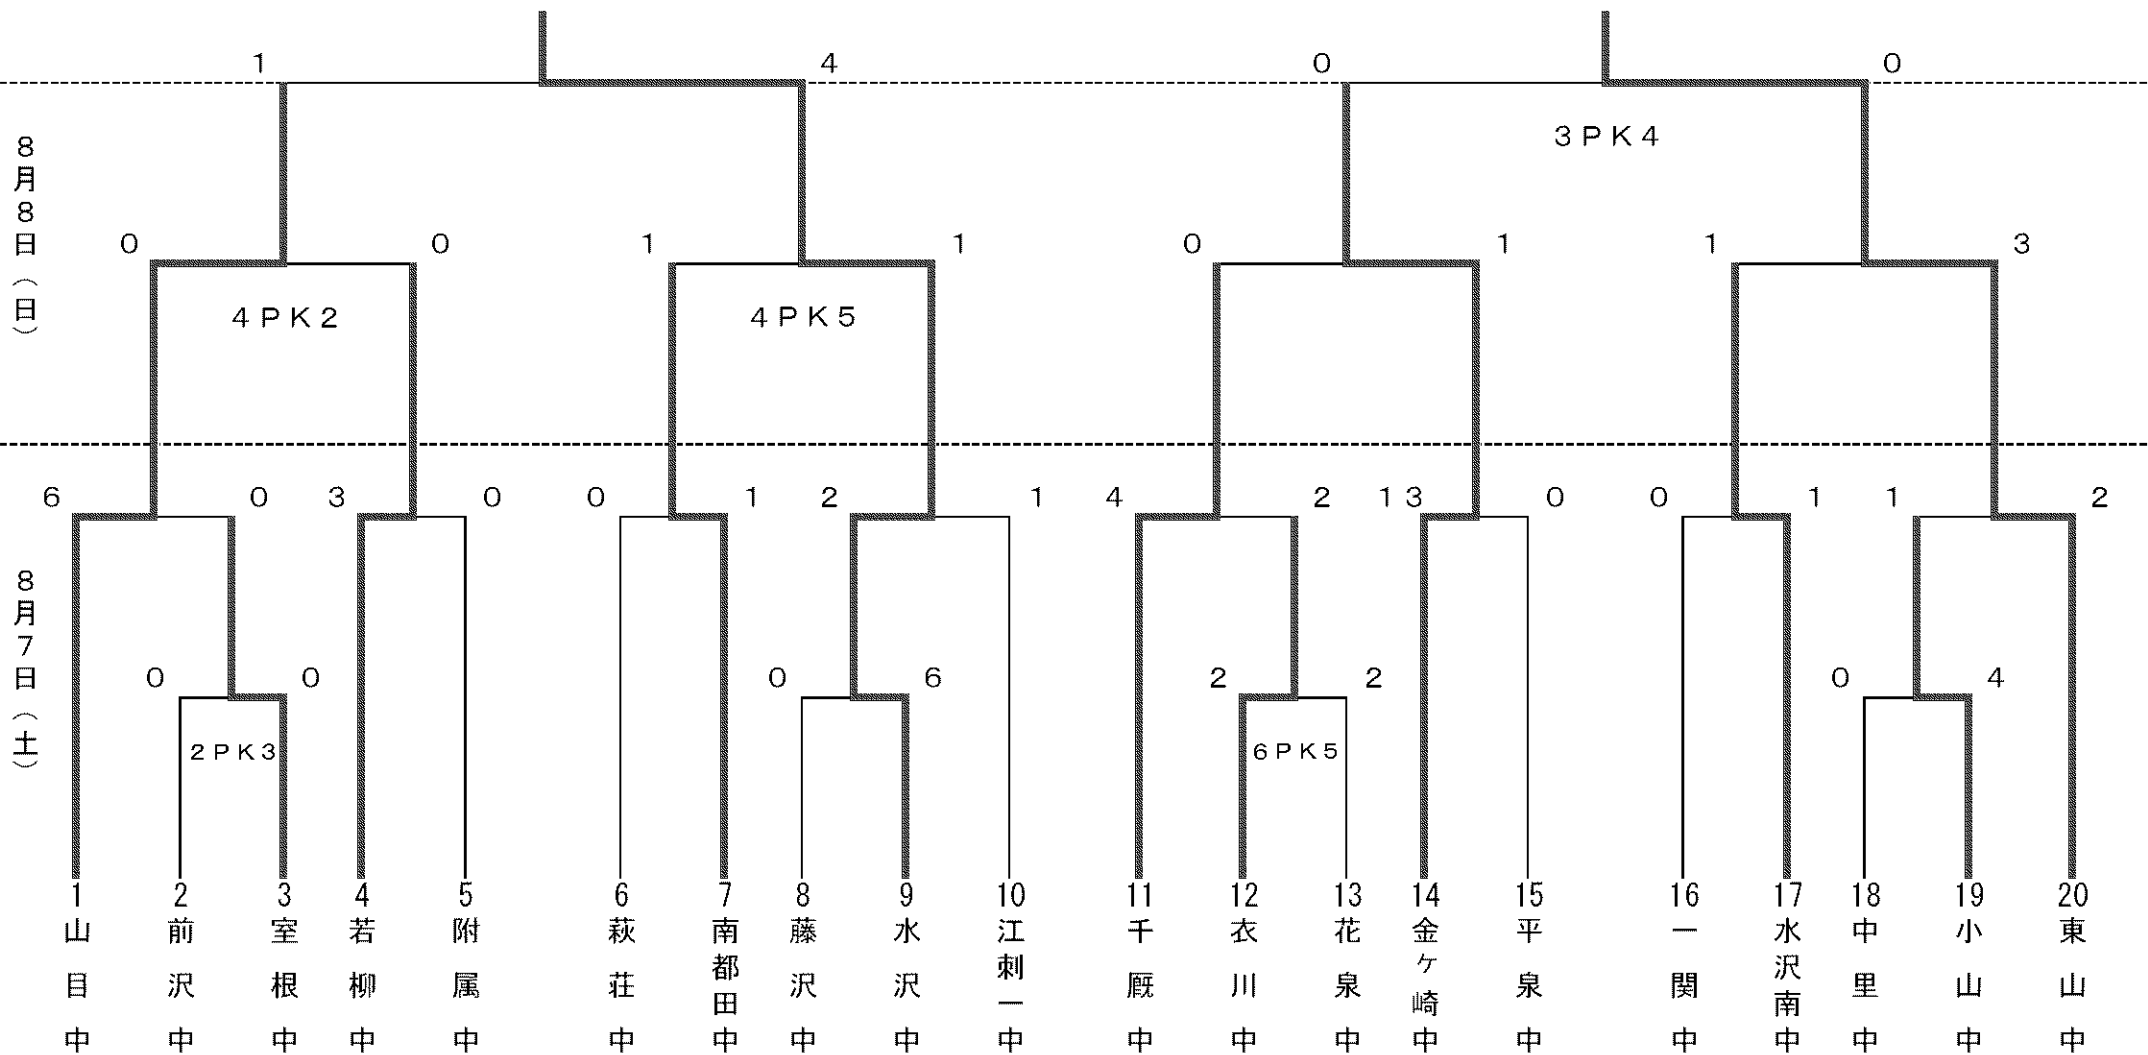 1 4 0 0
3PK4
8月8日(日)
0 0 1 1 0 1 1 3
4PK2 4PK5
6 0 3 0 0 1 2 1 4 2 13 0 0 1 1 2
8月7日(土)
0 0 0 6 2 2 0 4
2PK3 6PK5
1 2 3 4 5 6 7 8 9 10 11 12 13 14 15 16 17 18 19 20
山目中
前沢中
室根中
若柳中
附属中
萩荘中
南都田中
藤沢中
水沢中
江刺一中
千厩中
衣川中
花泉中
金ケ崎中
平泉中
一関中
水沢南中
中里中
小山中
東山中